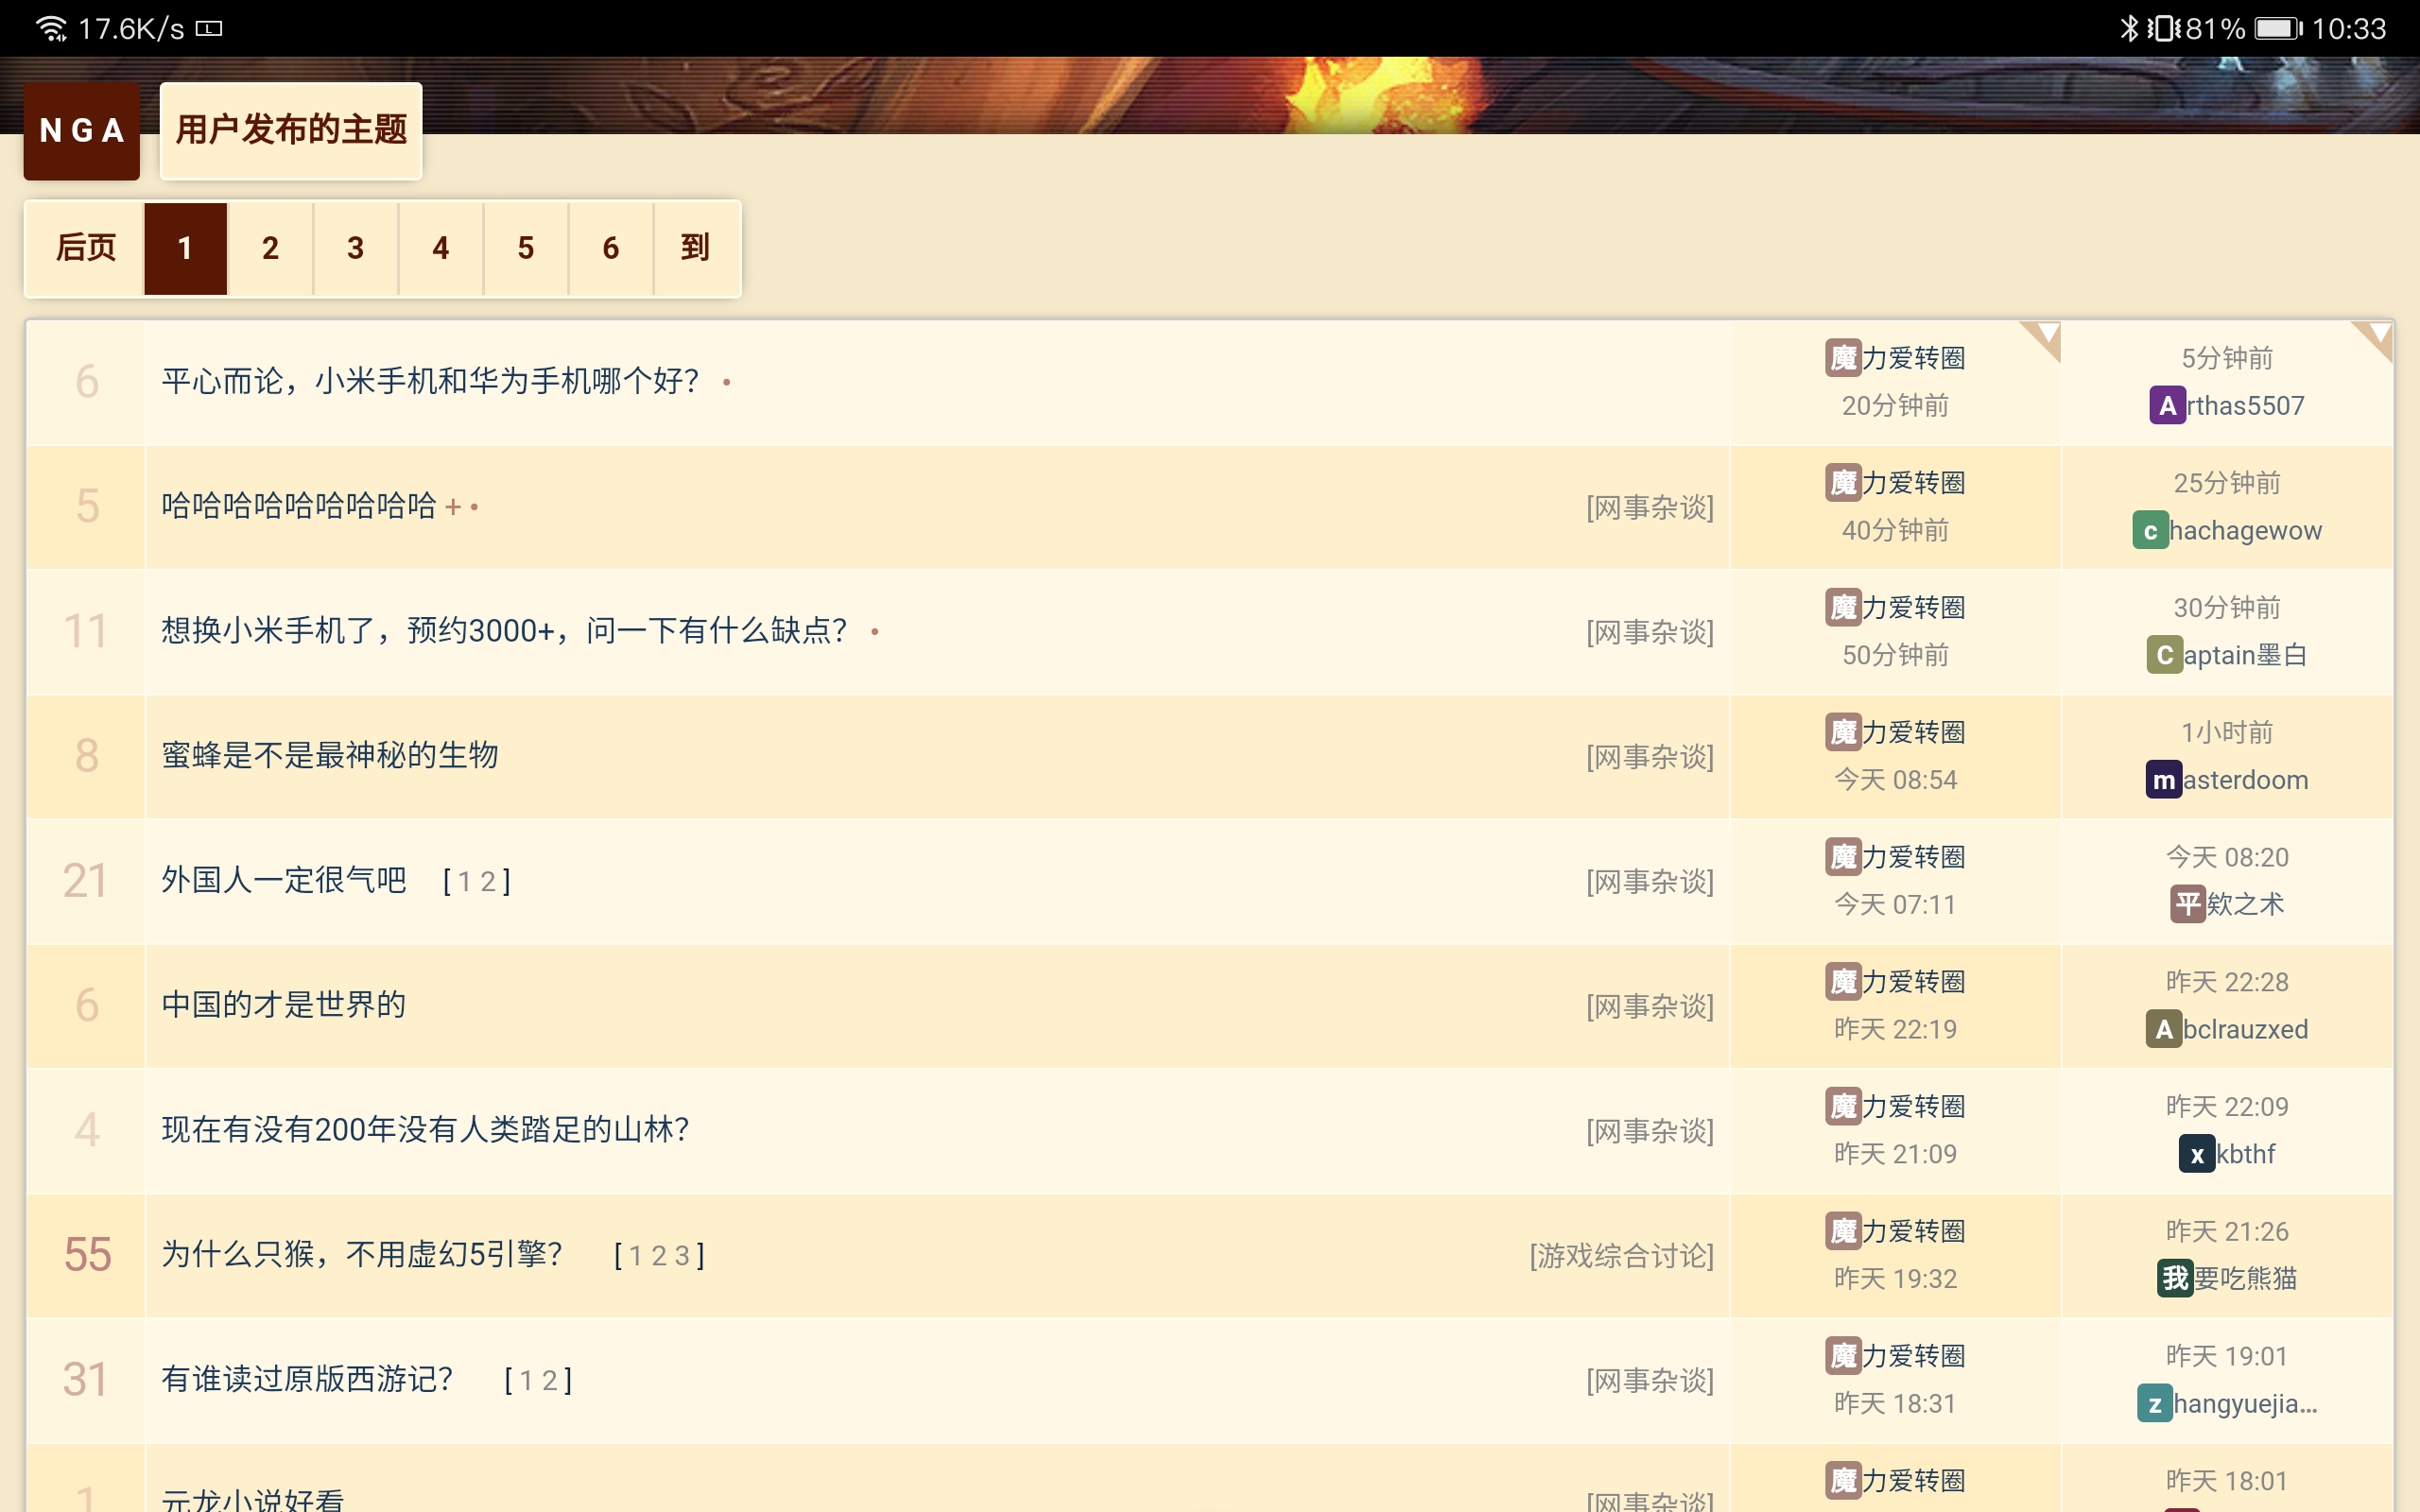 17.6K/s
81% 10:33
NGA 用户发布的主题
后页 1 2 3 4 5 6 到
6 平心而论，小米手机和华为手机哪个好？ 魔力爱转圈 5分钟前
20分钟前 Arthas5507
5 哈哈哈哈哈哈哈哈哈 + [网事杂谈] 魔力爱转圈 25分钟前
40分钟前 chachagewow
11 想换小米手机了，预约3000+，问一下有什么缺点？ [网事杂谈] 魔力爱转圈 30分钟前
50分钟前 Captain墨白
8 蜜蜂是不是最神秘的生物 [网事杂谈] 魔力爱转圈 1小时前
今天 08:54 masterdoom
21 外国人一定很气吧 [1 2] [网事杂谈] 魔力爱转圈 今天 08:20
今天 07:11 平欸之术
6 中国的才是世界的 [网事杂谈] 魔力爱转圈 昨天 22:28
昨天 22:19 Abclrauzxed
4 现在有没有200年没有人类踏足的山林？ [网事杂谈] 魔力爱转圈 昨天 22:09
昨天 21:09 xkbthf
55 为什么只猴，不用虚幻5引擎？ [1 2 3] [游戏综合讨论] 魔力爱转圈 昨天 21:26
昨天 19:32 我要吃熊猫
31 有谁读过原版西游记？ [1 2] [网事杂谈] 魔力爱转圈 昨天 19:01
昨天 18:31 zhangyuejia...
1 元龙小说好看 [网事杂谈] 魔力爱转圈 昨天 18:01